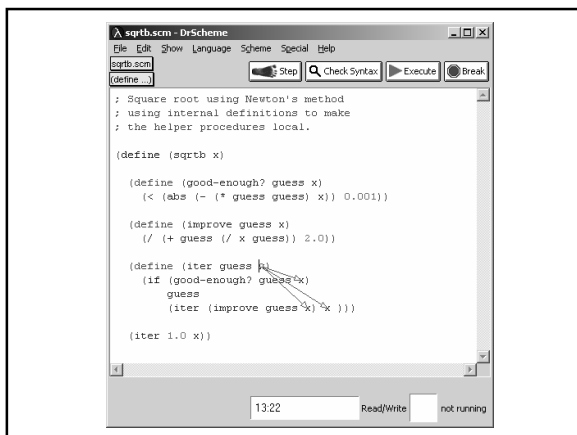 sqrtb.scm - DrScheme
File Edit Show Language Scheme Special Help
sqrtb.scm
(define ...)
Step Check Syntax Execute Break
; Square root using Newton's method
; using internal definitions to make
; the helper procedures local.
(define (sqrtb x)
(define (good-enough? guess x)
(< (abs (- (* guess guess) x)) 0.001))
(define (improve guess x)
(/ (+ guess (/ x guess)) 2.0))
(define (iter guess x)
(if (good-enough? guess x)
guess
(iter (improve guess x) x )))
(iter 1.0 x))
13:22 Read/Write not running